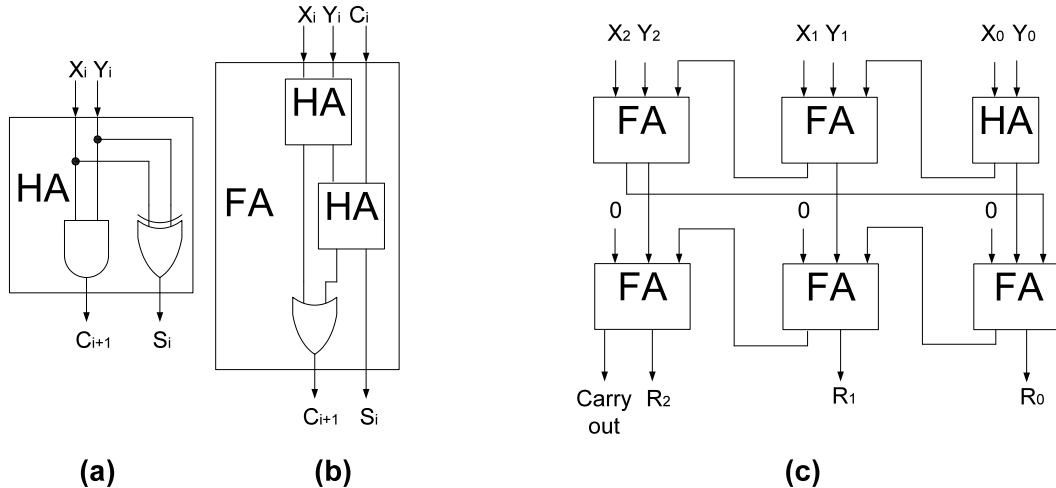 Xi Yi
HA
Ci+1 Si
(a)
Xi Yi Ci
HA
HA
FA
Ci+1 Si
(b)
X2 Y2 X1 Y1 X0 Y0
FA FA HA
0 0 0
FA FA FA
Carry out R2 R1 R0
(c)